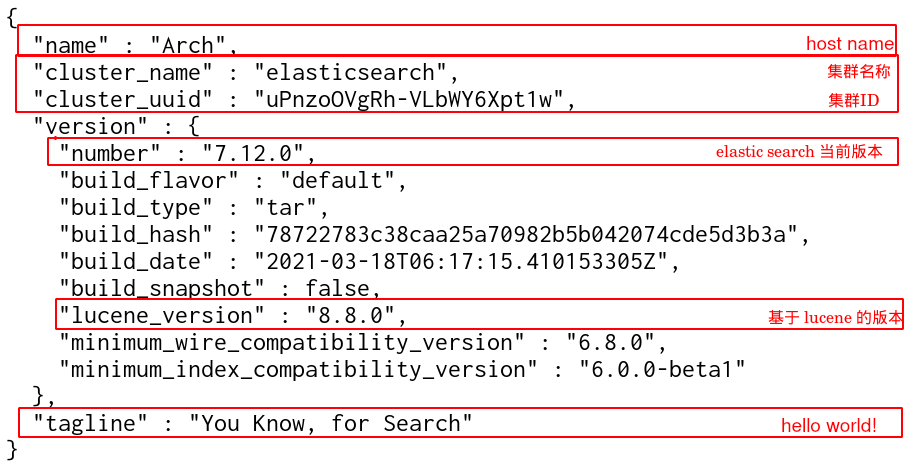 {
"name" : "Arch", host name
"cluster_name" : "elasticsearch", 集群名称
"cluster_uuid" : "uPnzoOVgRh-VLbWY6Xpt1w", 集群ID
"version" : {
"number" : "7.12.0", elastic search 当前版本
"build_flavor" : "default",
"build_type" : "tar",
"build_hash" : "78722783c38caa25a70982b5b042074cde5d3b3a",
"build_date" : "2021-03-18T06:17:15.410153305Z",
"build_snapshot" : false,
"lucene_version" : "8.8.0", 基于 lucene 的版本
"minimum_wire_compatibility_version" : "6.8.0",
"minimum_index_compatibility_version" : "6.0.0-beta1"
},
"tagline" : "You Know, for Search" hello world!
}